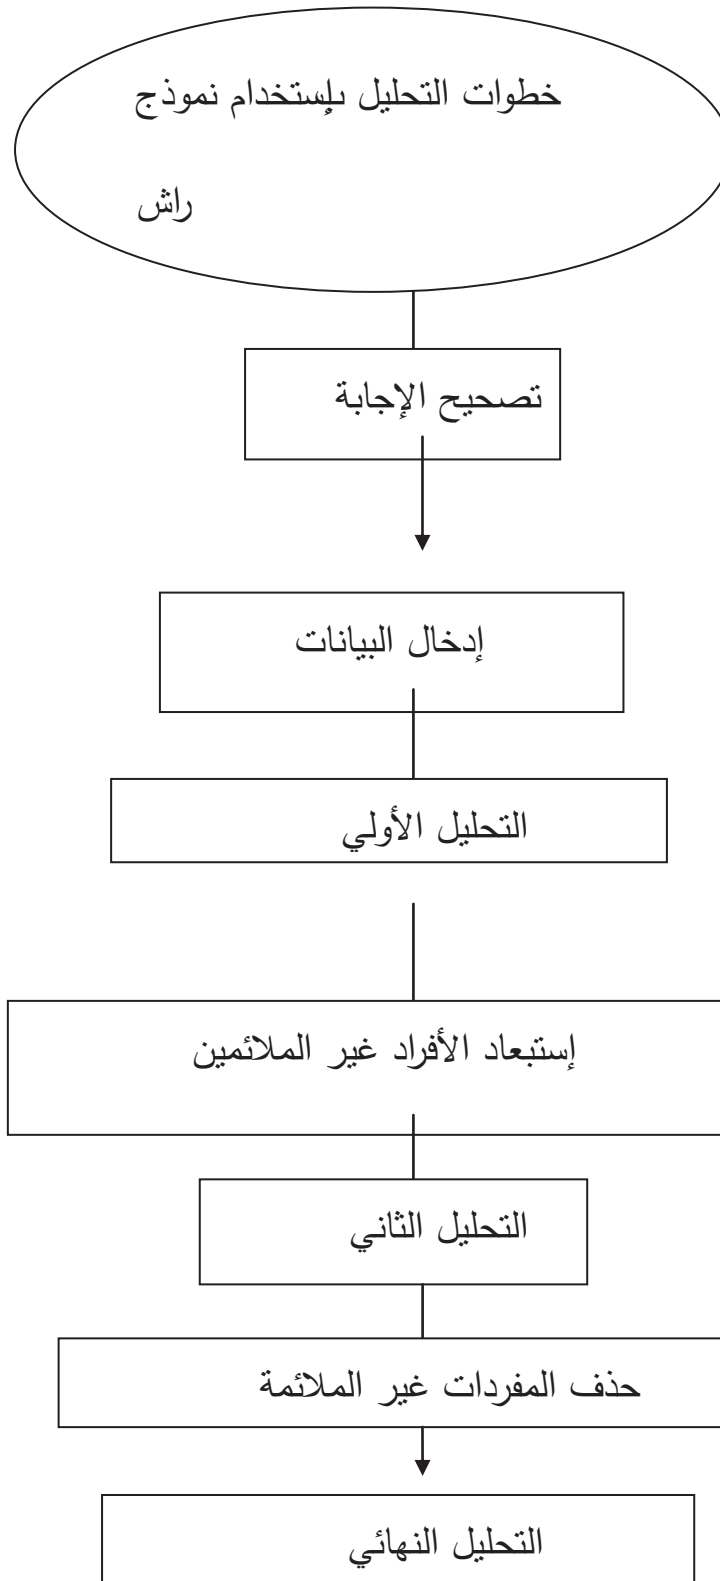 خطوات التحليل بلإستخدام نموذج
راش
تصحيح الإجابة
إدخال البيانات
التحليل الأولي
إستبعاد الأفراد غير الملائمين
التحليل الثاني
حذف المفردات غير الملائمة
التحليل النهائي